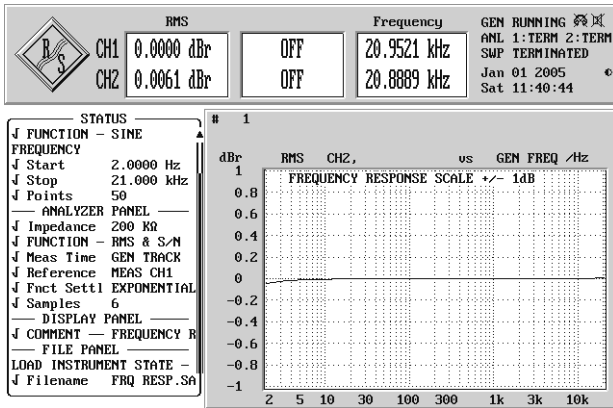 RMS
Frequency
GEN RUNNING
R
S
CH1 0.0000 dBr
OFF
20.9521 kHz
ANL 1:TERM 2:TERM
SWP TERMINATED
CH2 0.0061 dBr
OFF
20.8889 kHz
Jan 01 2005
Sat 11:40:44
STATUS
√ FUNCTION - SINE
FREQUENCY
√ Start 2.0000 Hz
√ Stop 21.000 kHz
√ Points 50
ANALYZER PANEL
√ Impedance 200 KΩ
√ FUNCTION - RMS & S/N
√ Meas Time GEN TRACK
√ Reference MEAS CH1
√ Fnct Settl EXPONENTIAL
√ Samples 6
DISPLAY PANEL
√ COMMENT — FREQUENCY R
FILE PANEL
LOAD INSTRUMENT STATE -
√ Filename FRQ RESP.SA
# 1
dBr RMS CH2, vs GEN FREQ /Hz
FREQUENCY RESPONSE SCALE +/- 1dB
1
0.8
0.6
0.4
0.2
0
-0.2
-0.4
-0.6
-0.8
-1
2 5 10 30 100 300 1k 3k 10k